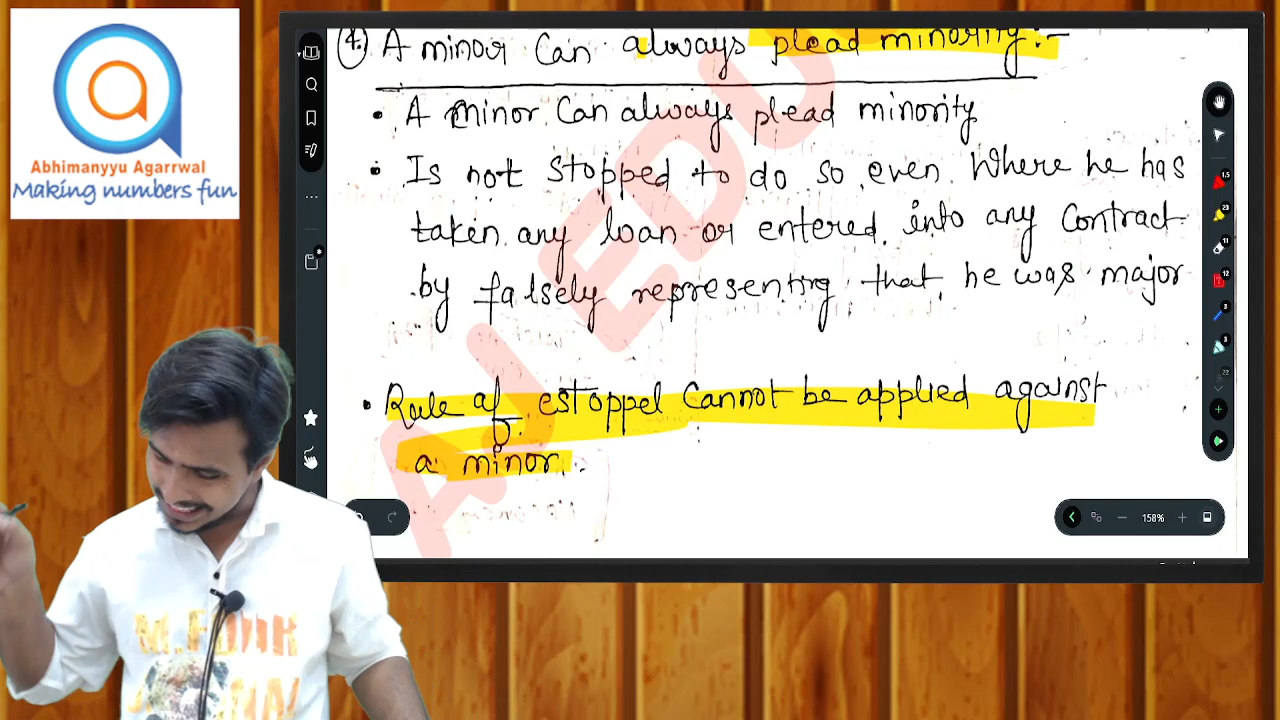 Abhimanyyu Agarrwal
Making numbers fun
4. A minor Can always plead minority:-
• A minor Can always plead minority
• Is not stopped to do so even Where he has
taken any loan or entered into any Contract
by falsely representing that he was major
• Rule of estoppel Cannot be applied against
a minor.
AJ EDU
158%
M.F